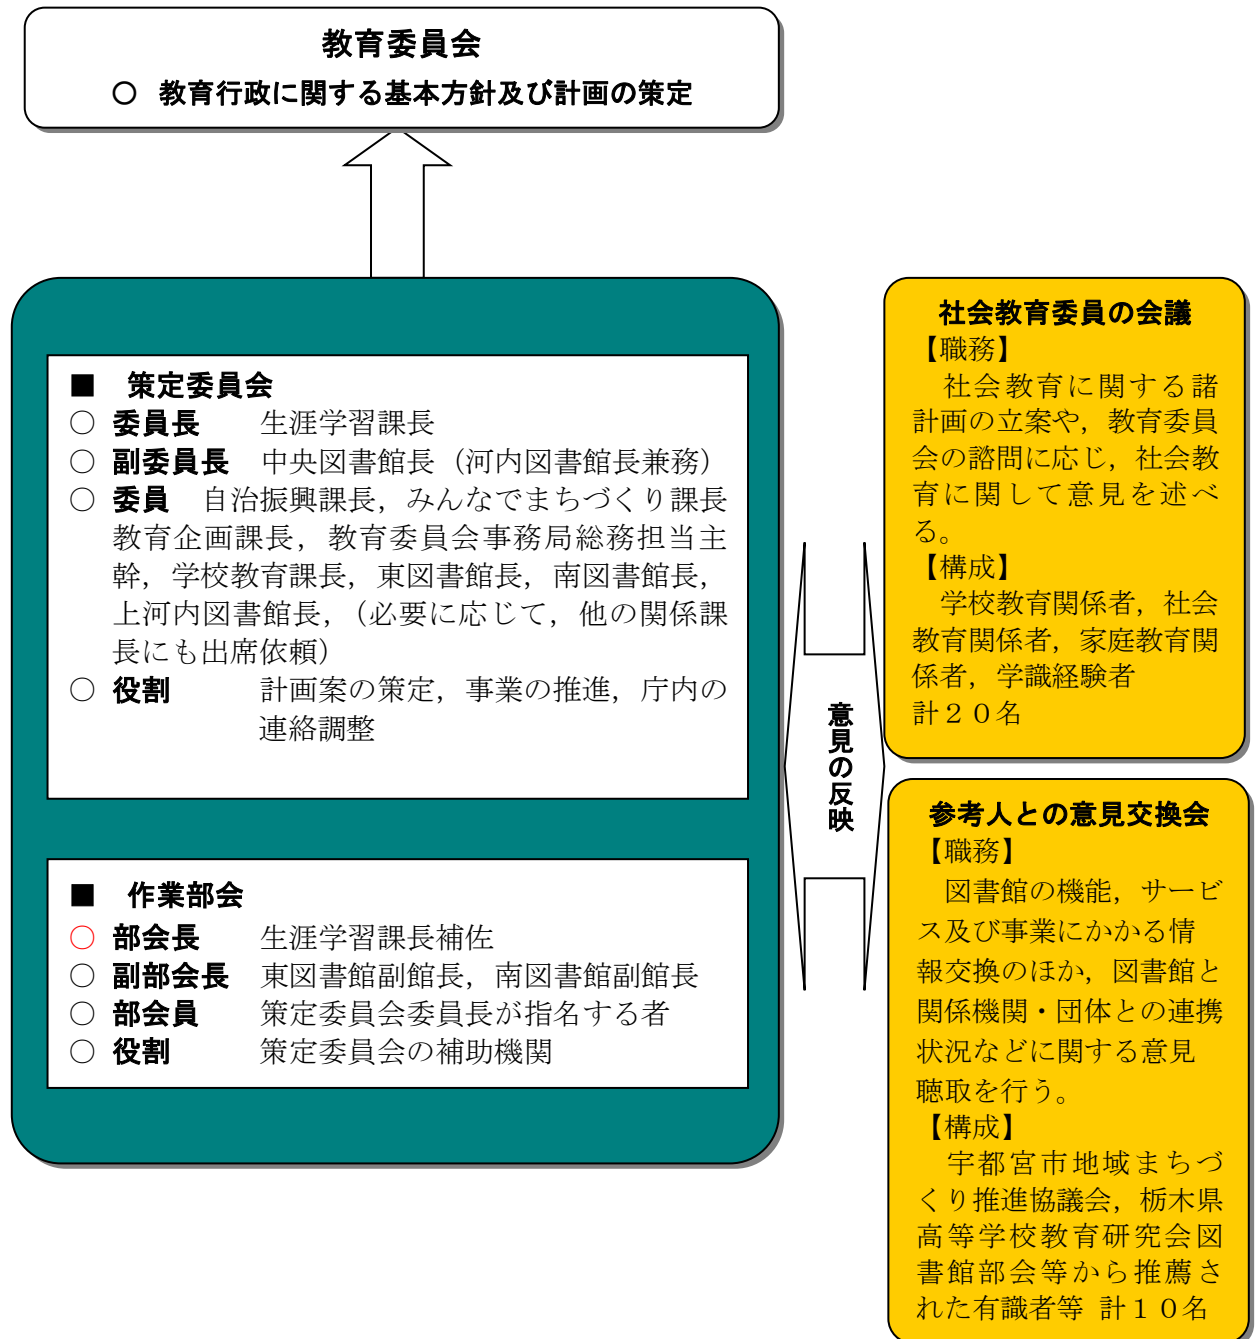 教育委員会
○ 教育行政に関する基本方針及び計画の策定
■ 策定委員会
○ 委員長 生涯学習課長
○ 副委員長 中央図書館長（河内図書館長兼務）
○ 委員 自治振興課長，みんなでまちづくり課長
教育企画課長，教育委員会事務局総務担当主
幹，学校教育課長，東図書館長，南図書館長，
上河内図書館長，（必要に応じて，他の関係課
長にも出席依頼）
○ 役割 計画案の策定，事業の推進，庁内の
連絡調整
■ 作業部会
○ 部会長 生涯学習課長補佐
○ 副部会長 東図書館副館長，南図書館副館長
○ 部会員 策定委員会委員長が指名する者
○ 役割 策定委員会の補助機関
意見の反映
社会教育委員の会議
【職務】
社会教育に関する諸
計画の立案や，教育委員
会の諮問に応じ，社会教
育に関して意見を述べ
る。
【構成】
学校教育関係者，社会
教育関係者，家庭教育関
係者，学識経験者
計２０名
参考人との意見交換会
【職務】
図書館の機能，サービ
ス及び事業にかかる情
報交換のほか，図書館と
関係機関・団体との連携
状況などに関する意見
聴取を行う。
【構成】
宇都宮市地域まちづ
くり推進協議会，栃木県
高等学校教育研究会図
書館部会等から推薦さ
れた有識者等 計１０名